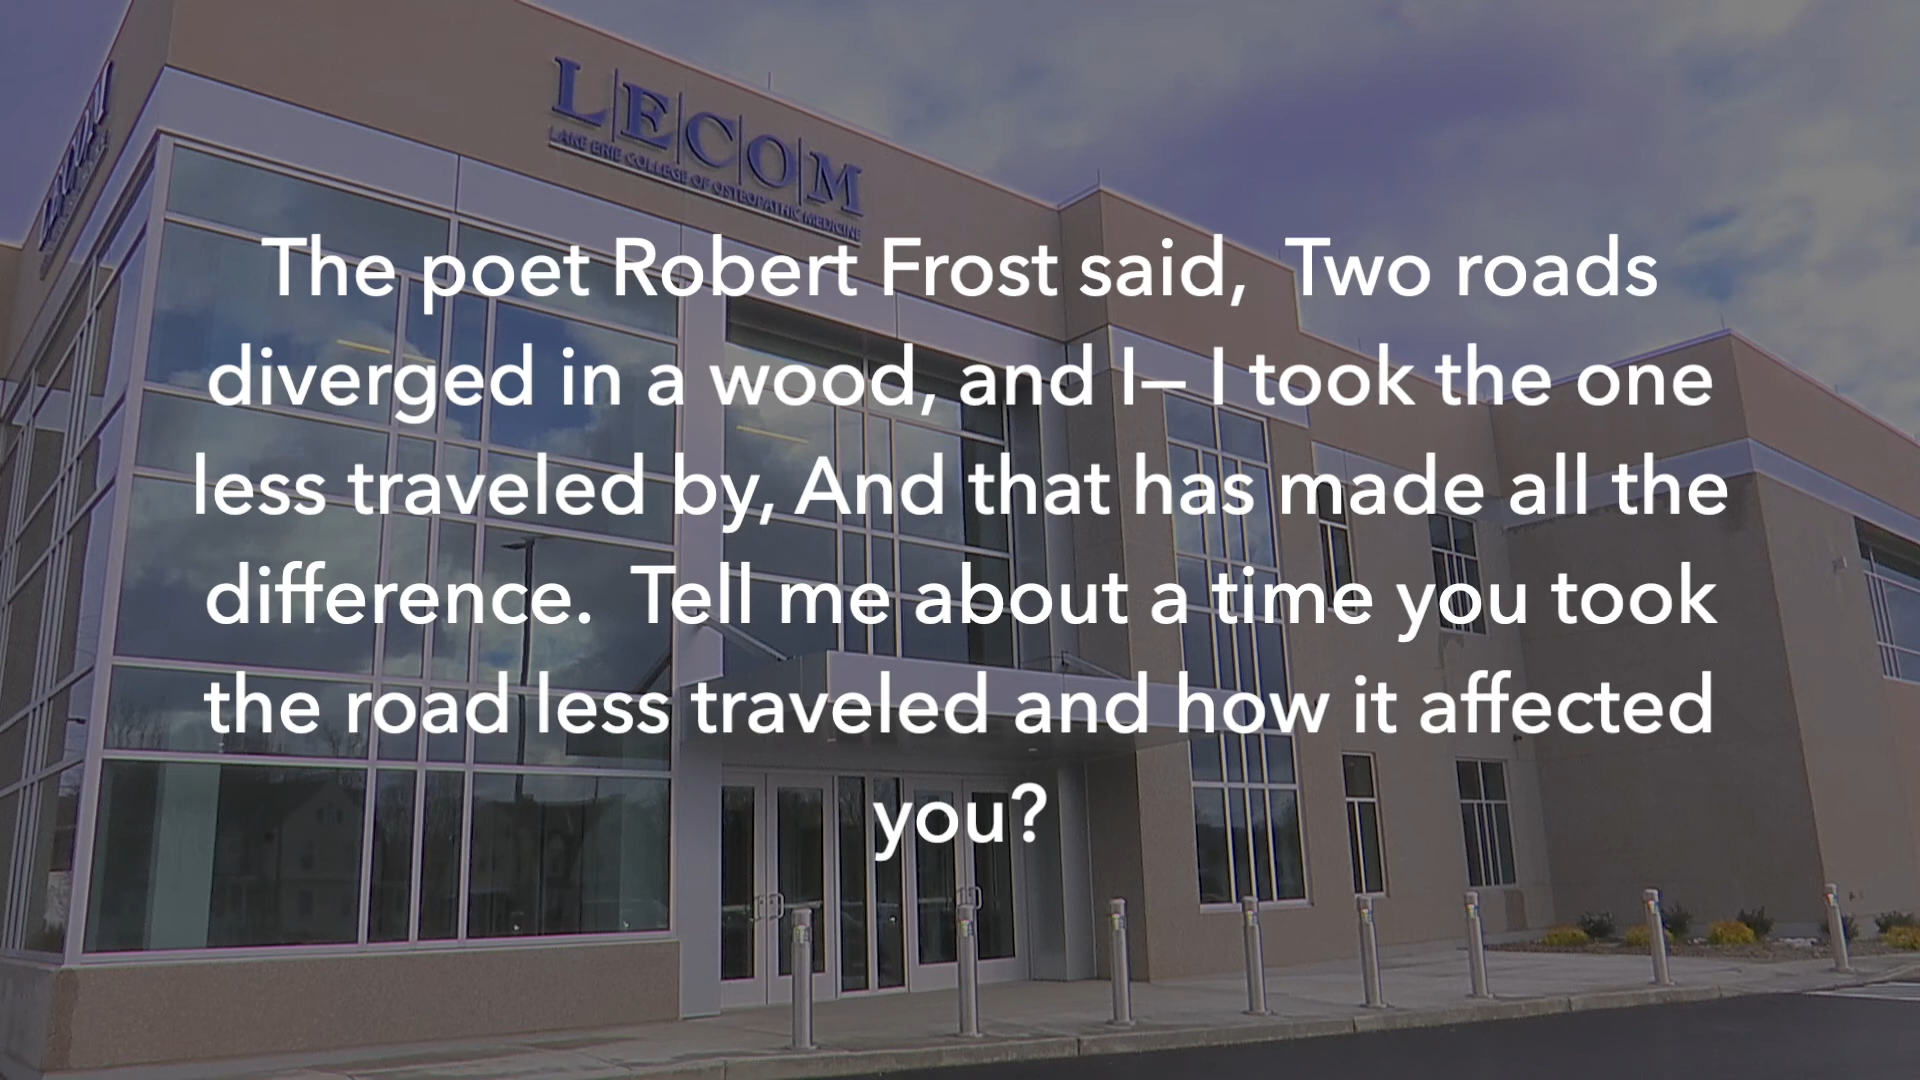 LECOM
LAKE ERIE COLLEGE OF OSTEOPATHIC MEDICINE
The poet Robert Frost said,  Two roads
diverged in a wood, and I— I took the one
less traveled by, And that has made all the
difference.  Tell me about a time you took
the road less traveled and how it affected
you?